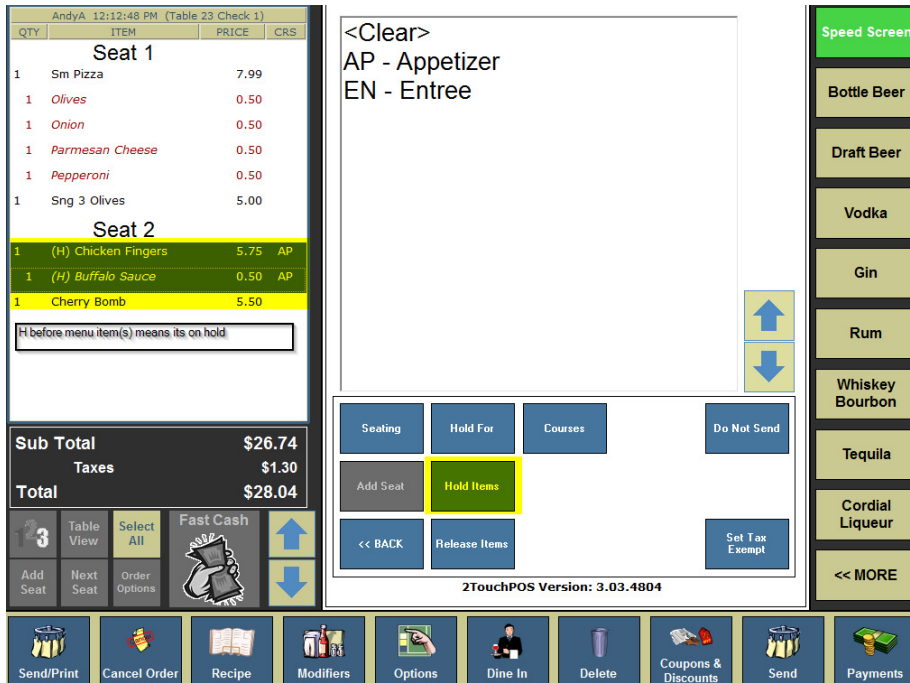 AndyA 12:12:48 PM (Table 23 Check 1)
QTY ITEM PRICE CRS
Seat 1
1 Sm Pizza 7.99
1 Olives 0.50
1 Onion 0.50
1 Parmesan Cheese 0.50
1 Pepperoni 0.50
1 Sng 3 Olives 5.00
Seat 2
1 (H) Chicken Fingers 5.75 AP
1 (H) Buffalo Sauce 0.50 AP
1 Cherry Bomb 5.50
H before menu item(s) means its on hold
Sub Total $26.74
Taxes $1.30
Total $28.04
123
Table
View
Select
All
Fast Cash
Add
Seat
Next
Seat
Order
Options
<Clear>
AP - Appetizer
EN - Entree
Seating
Hold For
Courses
Do Not Send
Add Seat
Hold Items
<< BACK
Release Items
Set Tax
Exempt
2TouchPOS Version: 3.03.4804
Speed Screen
Bottle Beer
Draft Beer
Vodka
Gin
Rum
Whiskey
Bourbon
Tequila
Cordial
Liqueur
<< MORE
Send/Print
Cancel Order
Recipe
Modifiers
Options
Dine In
Delete
Coupons &
Discounts
Send
Payments